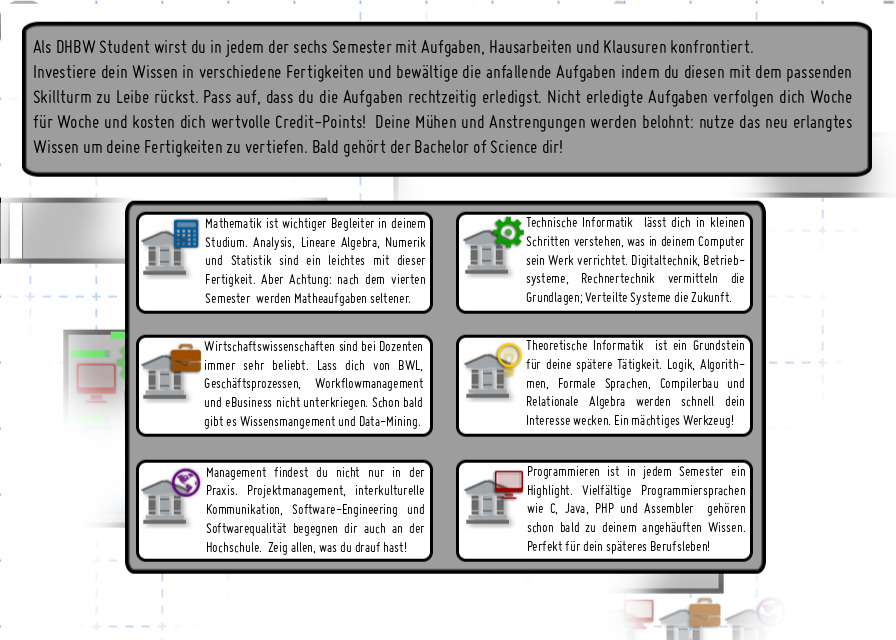 Als DHBW Student wirst du in jedem der sechs Semester mit Aufgaben, Hausarbeiten und Klausuren konfrontiert.
Investiere dein Wissen in verschiedene Fertigkeiten und bewältige die anfallende Aufgaben indem du diesen mit dem passenden
Skillturm zu Leibe rückst. Pass auf, dass du die Aufgaben rechtzeitig erledigst. Nicht erledigte Aufgaben verfolgen dich Woche
für Woche und kosten dich wertvolle Credit-Points! Deine Mühen und Anstrengungen werden belohnt: nutze das neu erlangtes
Wissen um deine Fertigkeiten zu vertiefen. Bald gehört der Bachelor of Science dir!
Mathematik ist wichtiger Begleiter in deinem
Studium. Analysis, Lineare Algebra, Numerik
und Statistik sind ein leichtes mit dieser
Fertigkeit. Aber Achtung: nach dem vierten
Semester werden Matheaufgaben seltener.
Technische Informatik lässt dich in kleinen
Schritten verstehen, was in deinem Computer
sein Werk verrichtet. Digitaltechnik, Betrieb-
systeme, Rechnertechnik vermitteln die
Grundlagen; Verteilte Systeme die Zukunft.
Wirtschaftswissenschaften sind bei Dozenten
immer sehr beliebt. Lass dich von BWL,
Geschäftsprozessen, Workflowmanagement
und eBusiness nicht unterkriegen. Schon bald
gibt es Wissensmangement und Data-Mining.
Theoretische Informatik ist ein Grundstein
für deine spätere Tätigkeit. Logik, Algorith-
men, Formale Sprachen, Compilerbau und
Relationale Algebra werden schnell dein
Interesse wecken. Ein mächtiges Werkzeug!
Management findest du nicht nur in der
Praxis. Projektmanagement, interkulturelle
Kommunikation, Software-Engineering und
Softwarequalität begegnen dir auch an der
Hochschule. Zeig allen, was du drauf hast!
Programmieren ist in jedem Semester ein
Highlight. Vielfältige Programmiersprachen
wie C, Java, PHP und Assembler gehören
schon bald zu deinem angehäuften Wissen.
Perfekt für dein späteres Berufsleben!